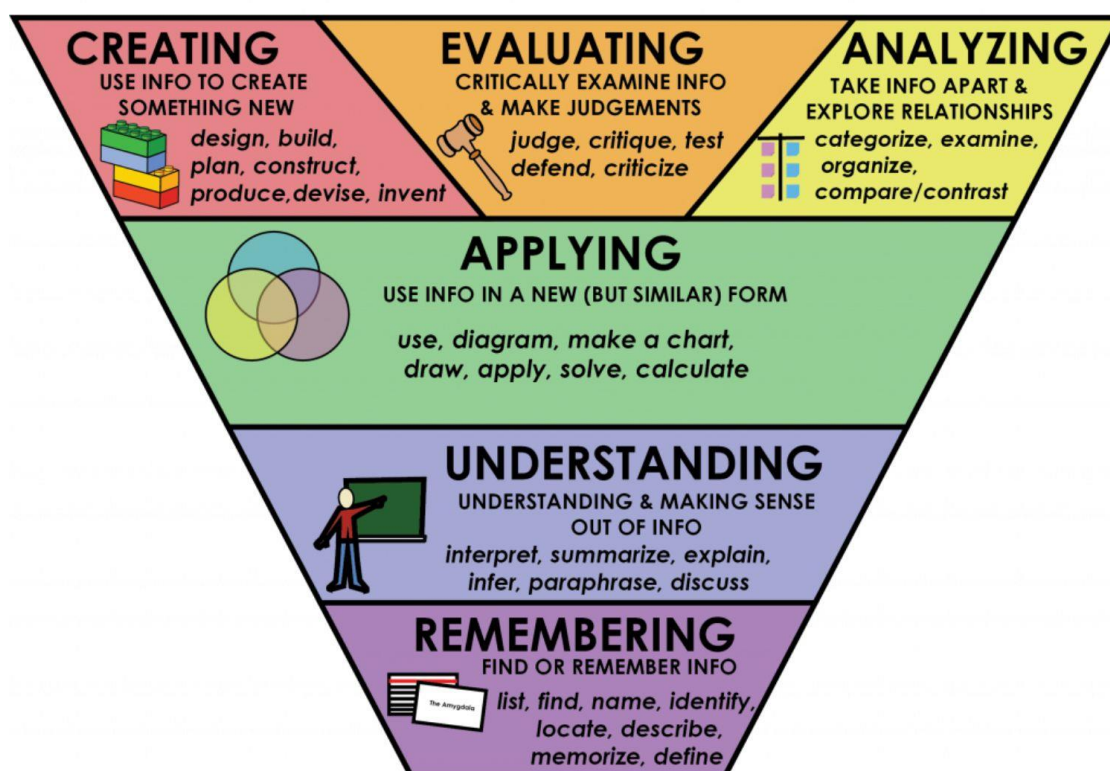 CREATING
USE INFO TO CREATE
SOMETHING NEW
design, build,
plan, construct,
produce,devise, invent
EVALUATING
CRITICALLY EXAMINE INFO
& MAKE JUDGEMENTS
judge, critique, test
defend, criticize
ANALYZING
TAKE INFO APART &
EXPLORE RELATIONSHIPS
categorize, examine,
organize,
compare/contrast
APPLYING
USE INFO IN A NEW (BUT SIMILAR) FORM
use, diagram, make a chart,
draw, apply, solve, calculate
UNDERSTANDING
UNDERSTANDING & MAKING SENSE
OUT OF INFO
interpret, summarize, explain,
infer, paraphrase, discuss
REMEMBERING
FIND OR REMEMBER INFO
The Amygdala
list, find, name, identify,
locate, describe,
memorize, define